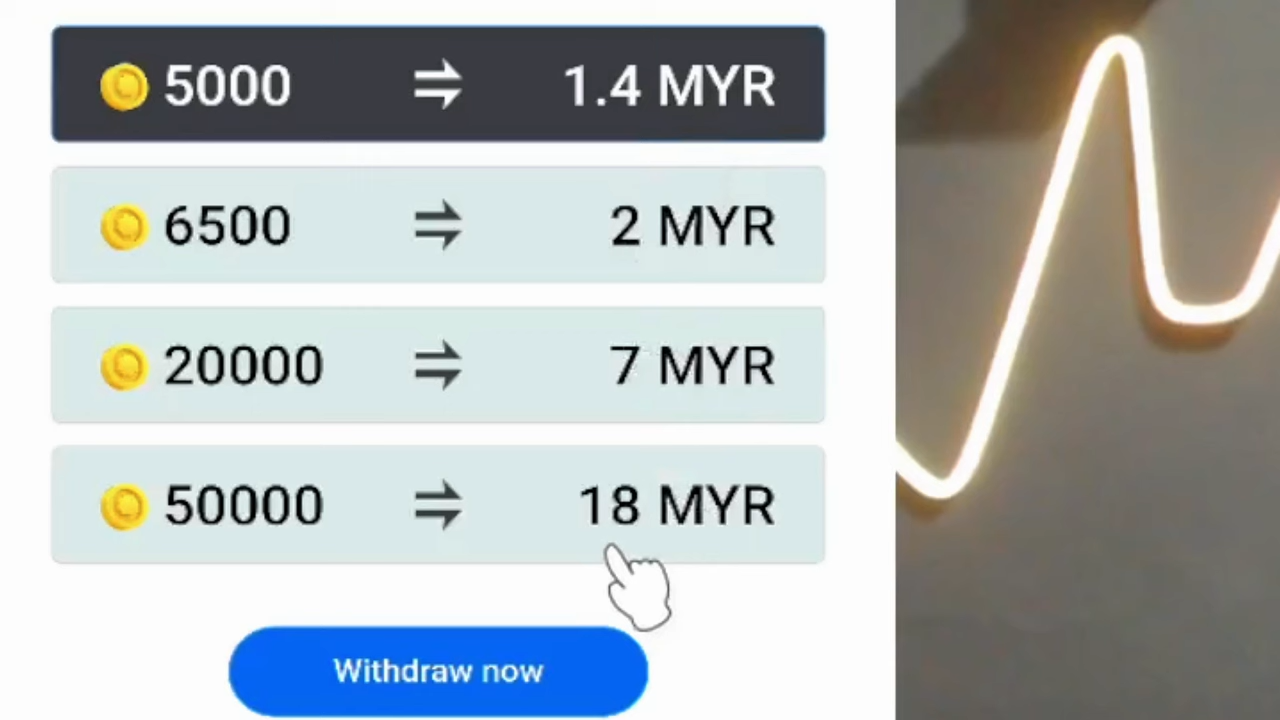 5000 ⇌ 1.4 MYR
6500 ⇌ 2 MYR
20000 ⇌ 7 MYR
50000 ⇌ 18 MYR
Withdraw now